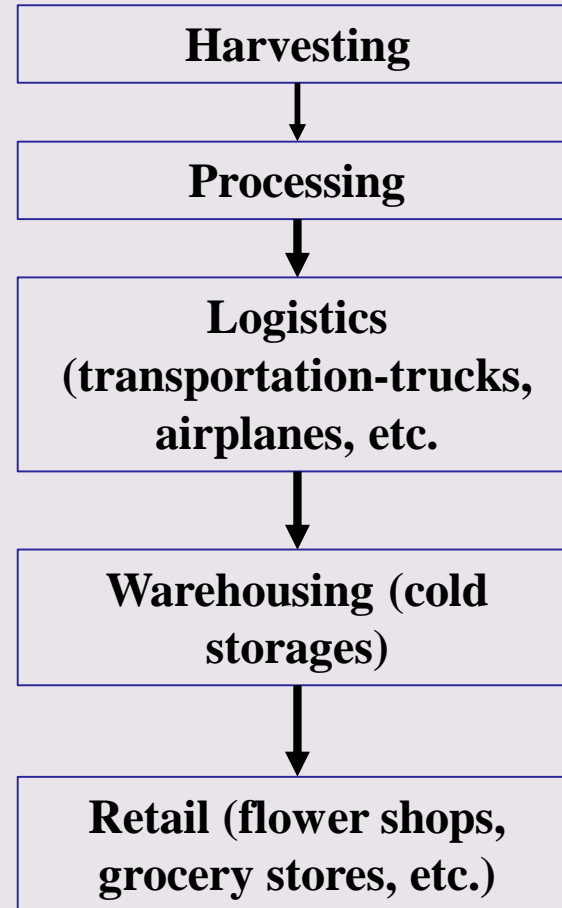 Harvesting
Processing
Logistics
(transportation-trucks,
airplanes, etc.
Warehousing (cold
storages)
Retail (flower shops,
grocery stores, etc.)